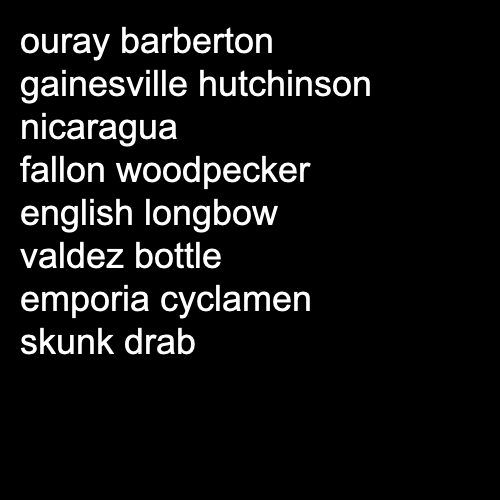 ouray barberton
gainesville hutchinson
nicaragua
fallon woodpecker
english longbow
valdez bottle
emporia cyclamen
skunk drab